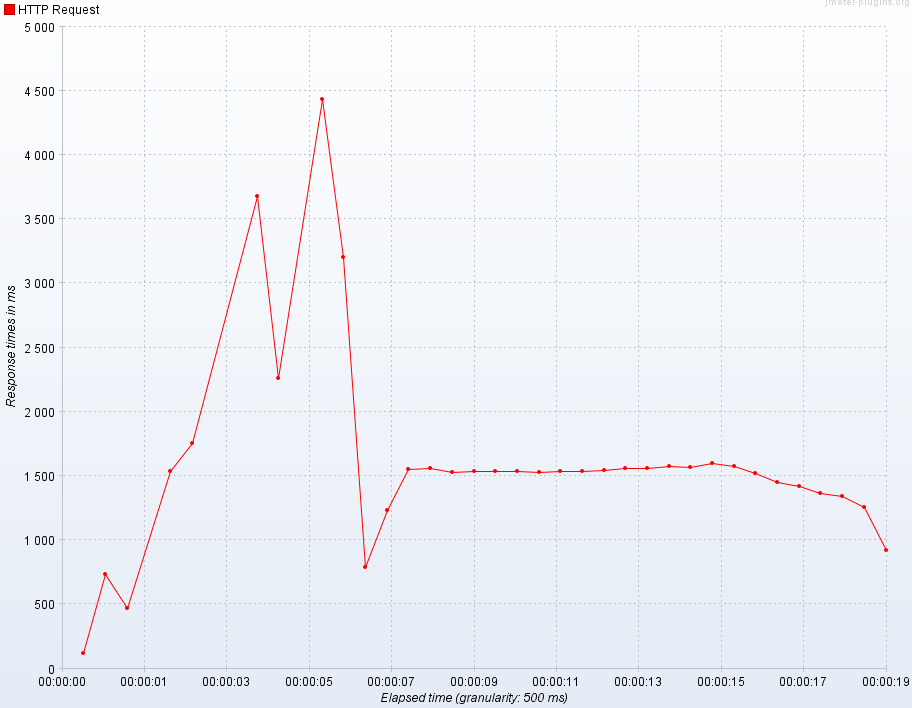 HTTP Request
jmeter-plugins.org
5 000
4 500
4 000
3 500
3 000
2 500
2 000
1 500
1 000
500
0
Response times in ms
00:00:00 00:00:01 00:00:03 00:00:05 00:00:07 00:00:09 00:00:11 00:00:13 00:00:15 00:00:17 00:00:19
Elapsed time (granularity: 500 ms)